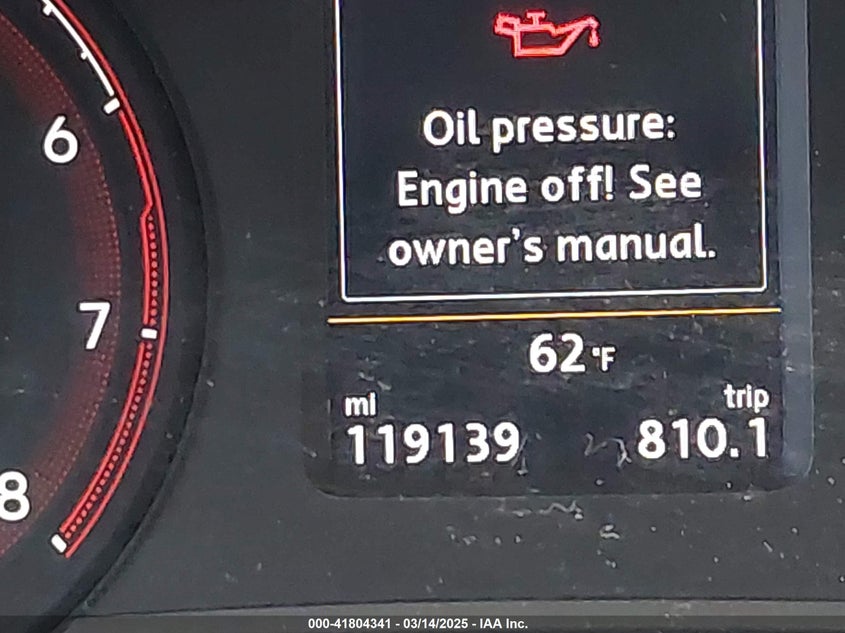 6
7
8
Oil pressure:
Engine off! See
owner's manual.
62°F
mi trip
119139 810.1
000-41804341 - 03/14/2025 - IAA Inc.